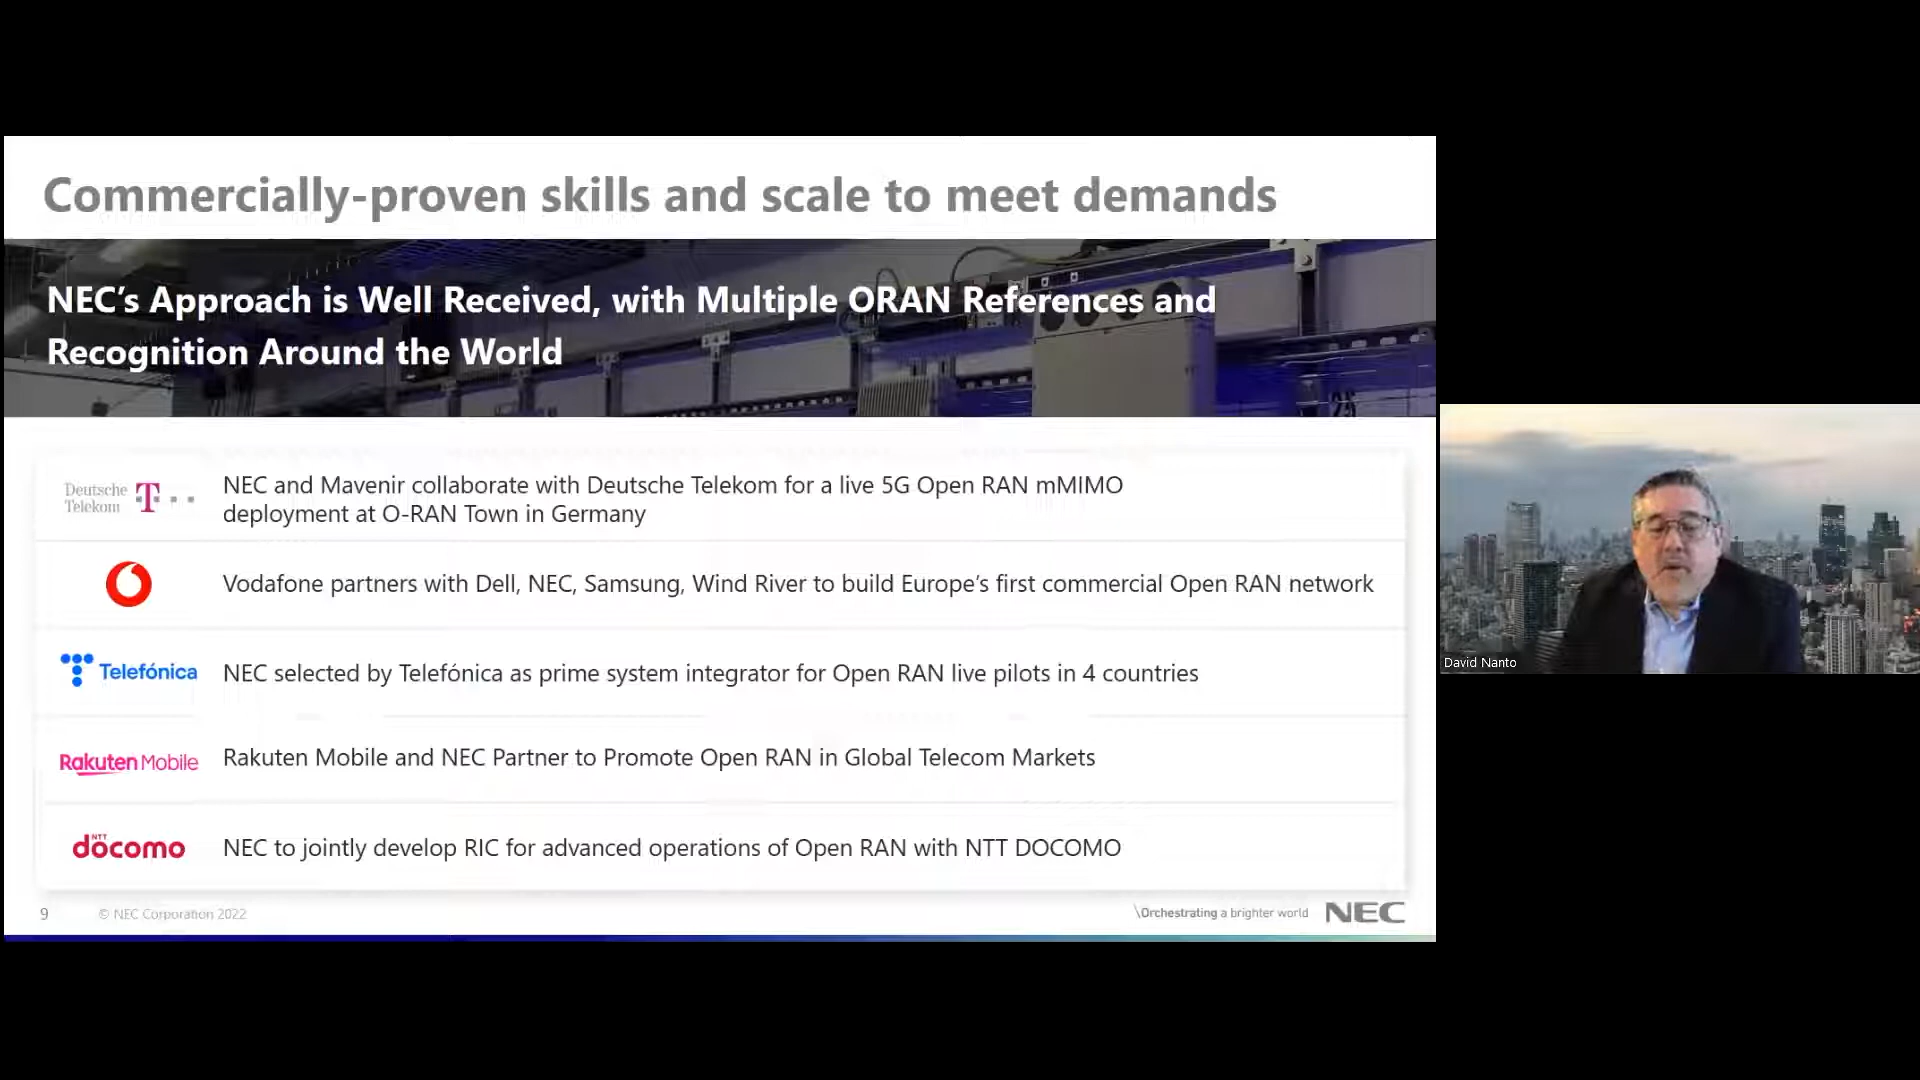 Commercially-proven skills and scale to meet demands
NEC’s Approach is Well Received, with Multiple ORAN References and
Recognition Around the World
Deutsche
Telekom T
NEC and Mavenir collaborate with Deutsche Telekom for a live 5G Open RAN mMIMO
deployment at O-RAN Town in Germany
Vodafone partners with Dell, NEC, Samsung, Wind River to build Europe’s first commercial Open RAN network
Telefónica
NEC selected by Telefónica as prime system integrator for Open RAN live pilots in 4 countries
Rakuten Mobile
Rakuten Mobile and NEC Partner to Promote Open RAN in Global Telecom Markets
NTT
döcomo
NEC to jointly develop RIC for advanced operations of Open RAN with NTT DOCOMO
9 © NEC Corporation 2022
\Orchestrating a brighter world NEC
David Nanto